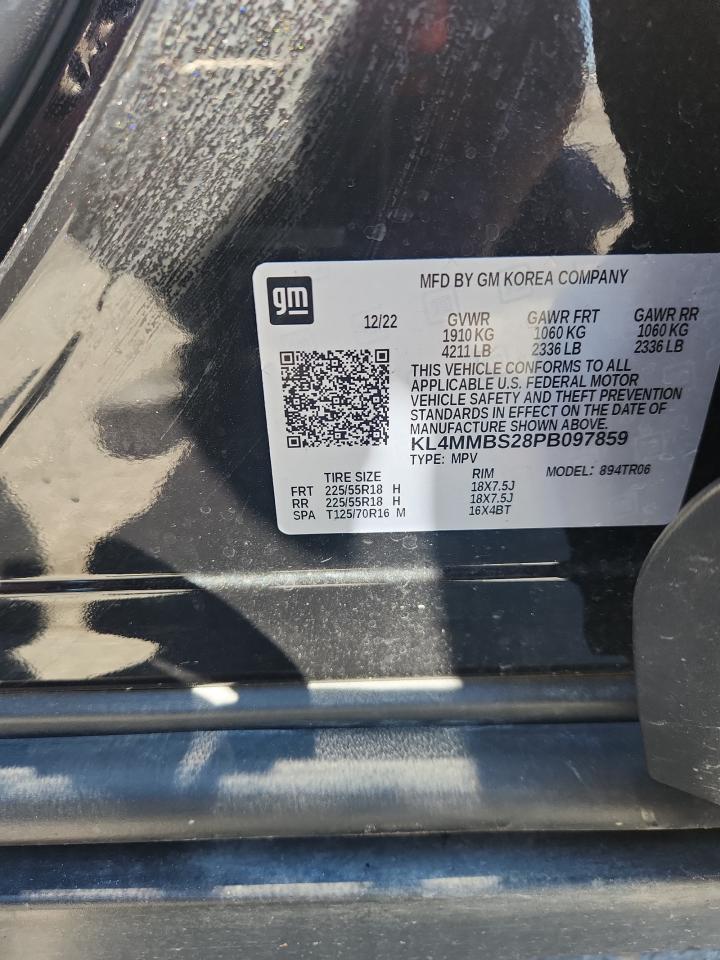 gm
MFD BY GM KOREA COMPANY
12/22
GVWR GAWR FRT GAWR RR
1910 KG 1060 KG 1060 KG
4211 LB 2336 LB 2336 LB
THIS VEHICLE CONFORMS TO ALL
APPLICABLE U.S. FEDERAL MOTOR
VEHICLE SAFETY AND THEFT PREVENTION
STANDARDS IN EFFECT ON THE DATE OF
MANUFACTURE SHOWN ABOVE.
KL4MMBS28PB097859
TYPE: MPV MODEL: 894TR06
TIRE SIZE RIM
FRT 225/55R18 H 18X7.5J
RR 225/55R18 H 18X7.5J
SPA T125/70R16 M 16X4BT